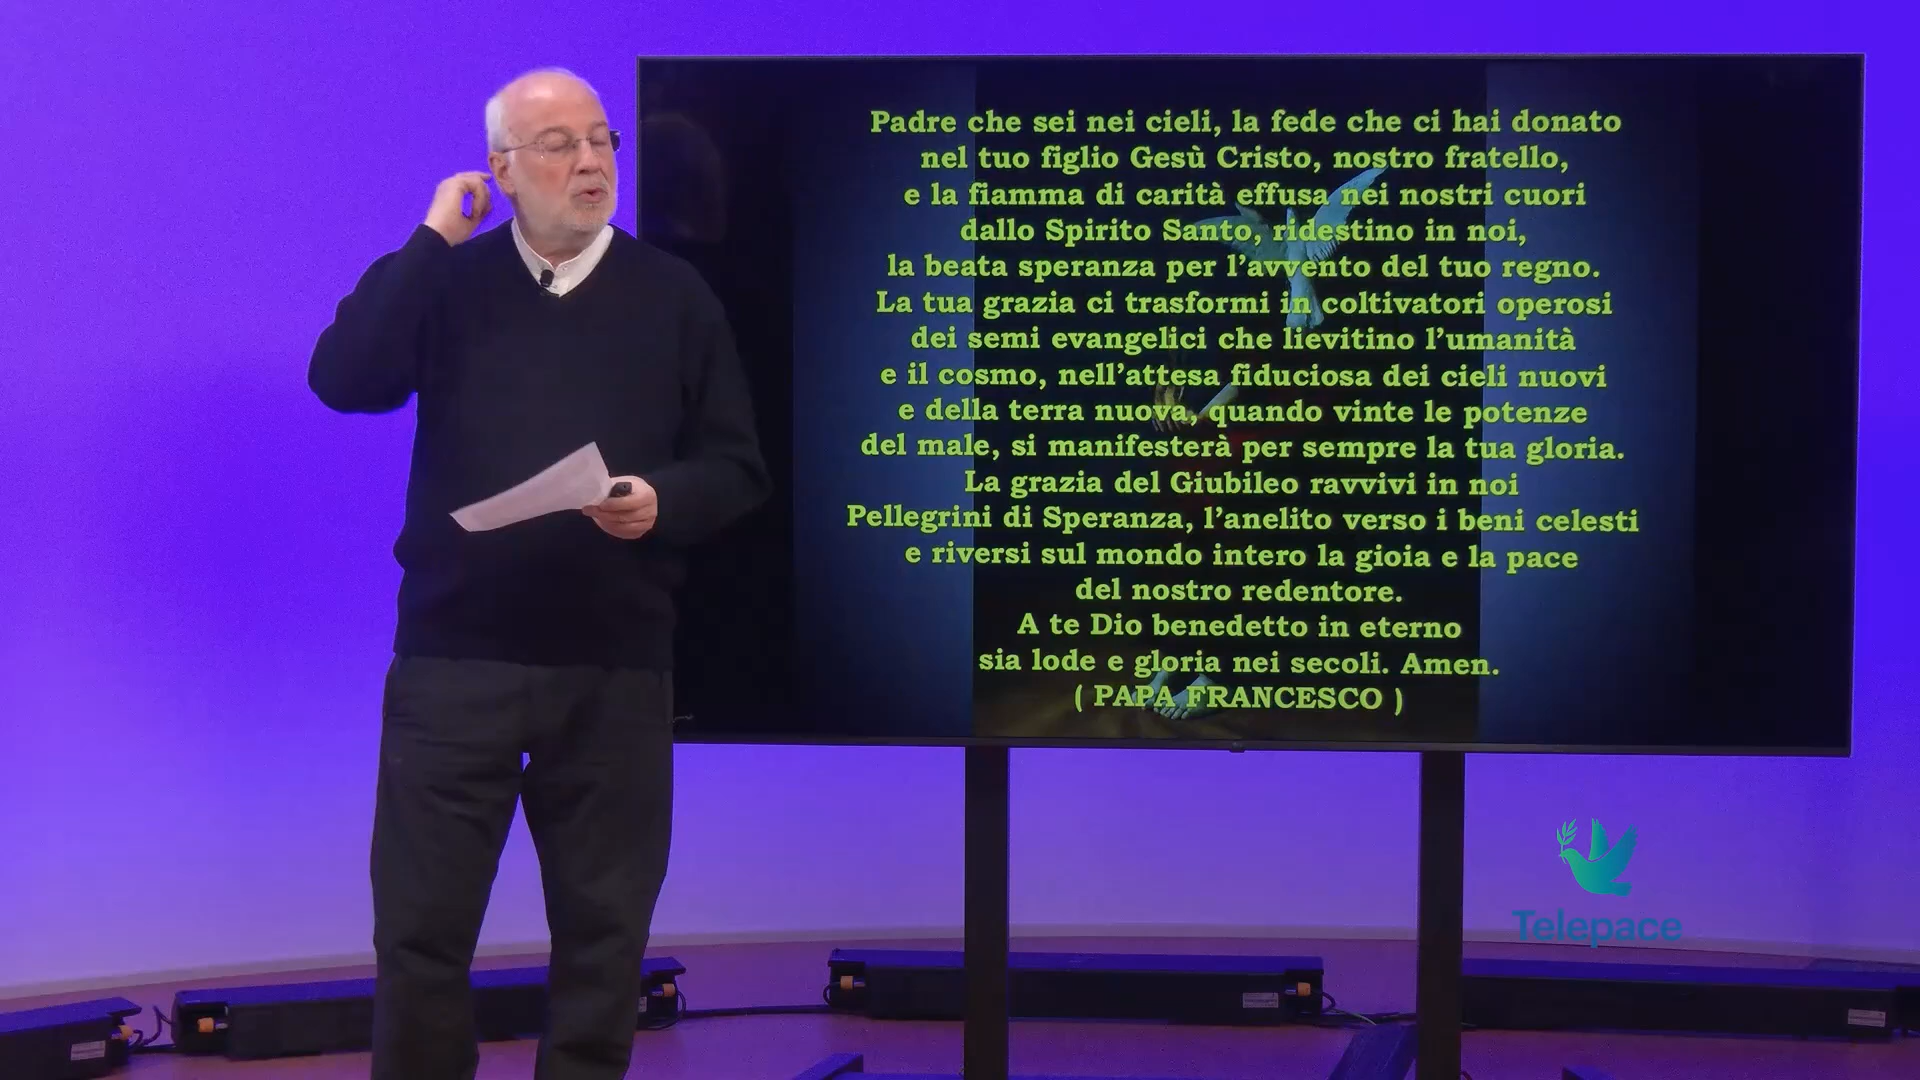 Padre che sei nei cieli, la fede che ci hai donato
nel tuo figlio Gesù Cristo, nostro fratello,
e la fiamma di carità effusa nei nostri cuori
dallo Spirito Santo, ridestino in noi,
la beata speranza per l’avvento del tuo regno.
La tua grazia ci trasformi in coltivatori operosi
dei semi evangelici che lievitino l’umanità
e il cosmo, nell’attesa fiduciosa dei cieli nuovi
e della terra nuova, quando vinte le potenze
del male, si manifesterà per sempre la tua gloria.
La grazia del Giubileo ravvivi in noi
Pellegrini di Speranza, l’anelito verso i beni celesti
e riversi sul mondo intero la gioia e la pace
del nostro redentore.
A te Dio benedetto in eterno
sia lode e gloria nei secoli. Amen.
( PAPA FRANCESCO )
Telepace